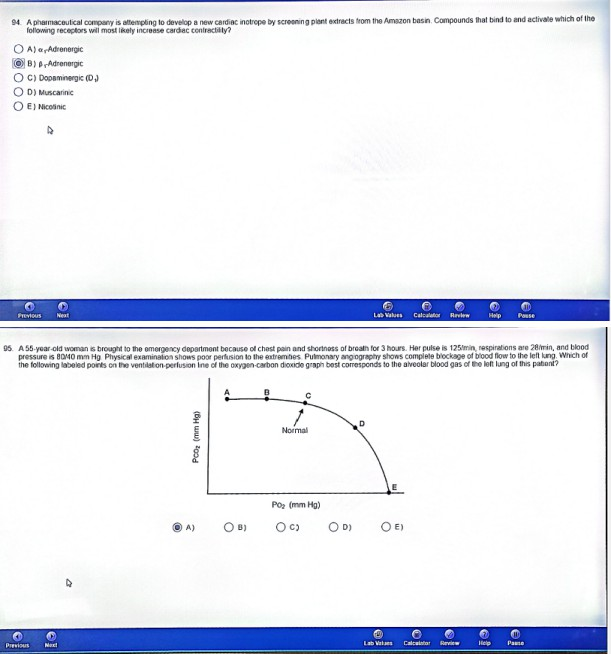 94. A pharmaceutical company is attempting to develop a new cardiac inotrope by screening plant extracts from the Amazon basin. Compounds that bind to and activate which of the
following receptors will most likely increase cardiac contractility?
A) α₁-Adrenergic
B) β₁-Adrenergic
C) Dopaminergic (D₁)
D) Muscarinic
E) Nicotinic
Previous Next Lab Values Calculator Review Help Pause
95. A 55-year-old woman is brought to the emergency department because of chest pain and shortness of breath for 3 hours. Her pulse is 125/min, respirations are 28/min, and blood
pressure is 80/40 mm Hg. Physical examination shows poor perfusion to the extremities. Pulmonary angiography shows complete blockage of blood flow to the left lung. Which of
the following labeled points on the ventilation-perfusion line of the oxygen-carbon dioxide graph best corresponds to the alveolar blood gas of the left lung of this patient?
A B C
Normal
D
E
PCO₂ (mm Hg)
PO₂ (mm Hg)
A) B) C) D) E)
Previous Next Lab Values Calculator Review Help Pause